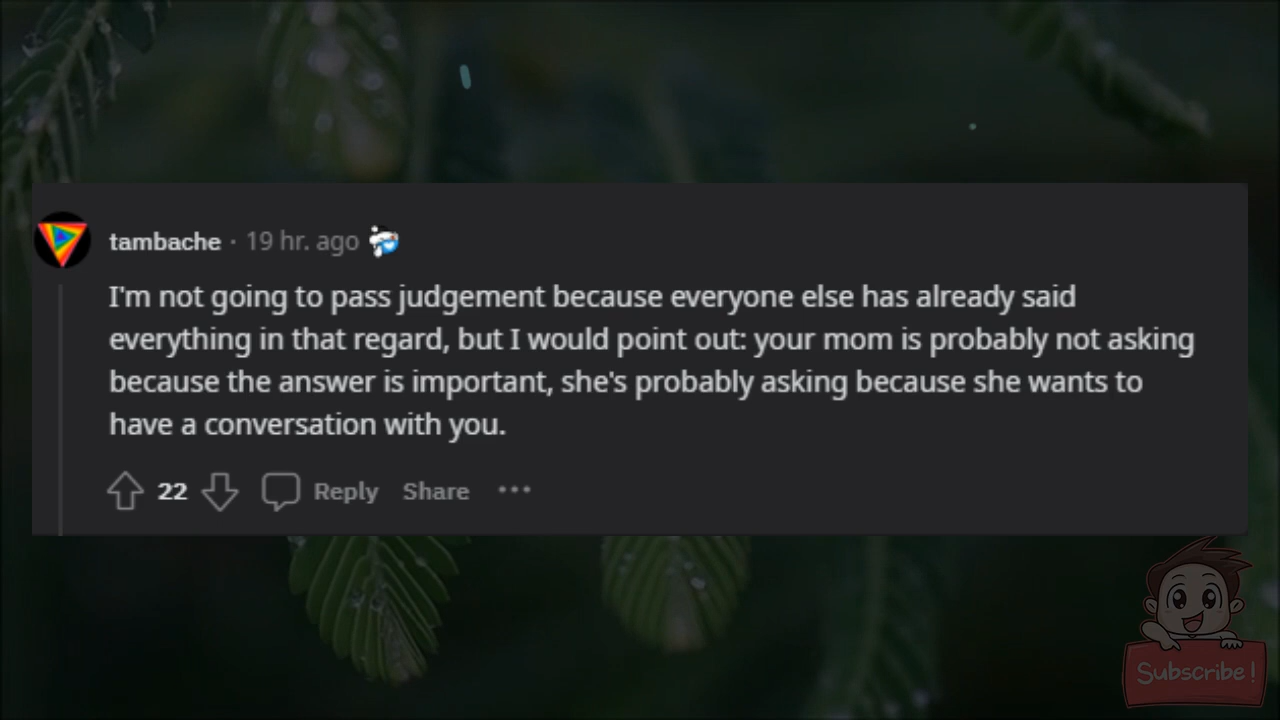 tambache · 19 hr. ago
I'm not going to pass judgement because everyone else has already said
everything in that regard, but I would point out: your mom is probably not asking
because the answer is important, she's probably asking because she wants to
have a conversation with you.
22 Reply Share ···
Subscribe!